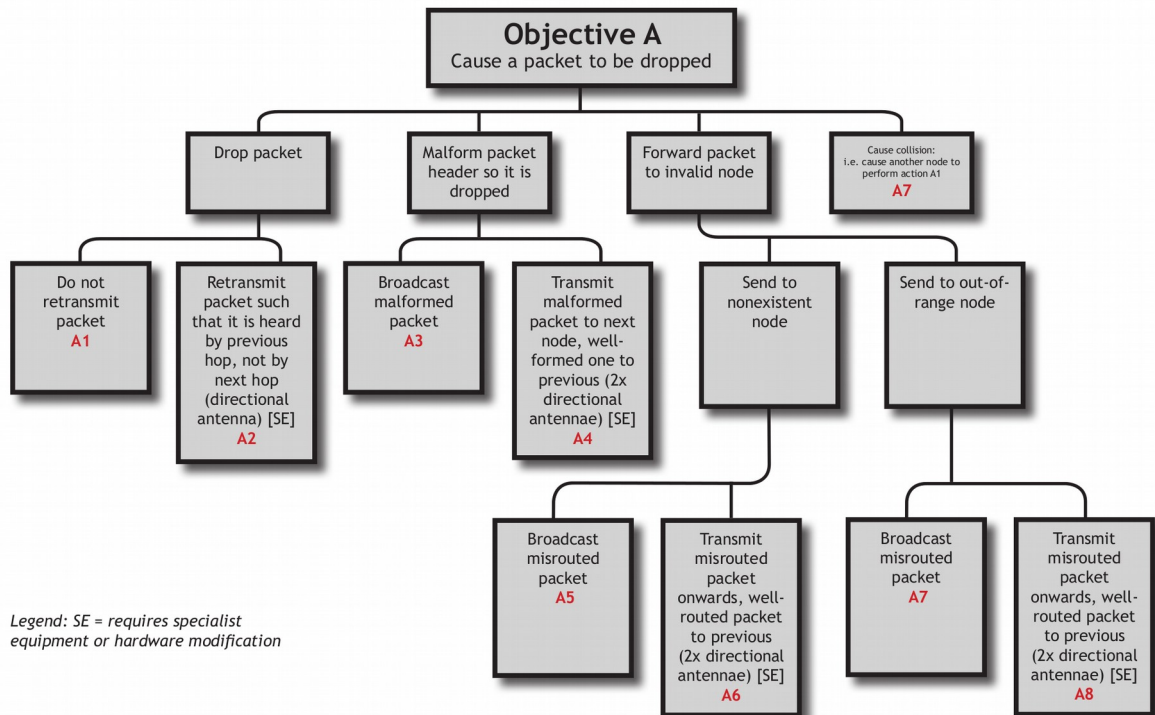 Objective A
Cause a packet to be dropped
Drop packet
Malform packet
header so it is
dropped
Forward packet
to invalid node
Cause collision:
i.e. cause another node to
perform action A1
A7
Do not
retransmit
packet
A1
Retransmit
packet such
that it is heard
by previous
hop, not by
next hop
(directional
antenna) [SE]
A2
Broadcast
malformed
packet
A3
Transmit
malformed
packet to next
node, well-
formed one to
previous (2x
directional
antennae) [SE]
A4
Send to
nonexistent
node
Send to out-of-
range node
Broadcast
misrouted
packet
A5
Transmit
misrouted
packet
onwards, well-
routed packet
to previous
(2x directional
antennae) [SE]
A6
Broadcast
misrouted
packet
A7
Transmit
misrouted
packet
onwards, well-
routed packet
to previous
(2x directional
antennae) [SE]
A8
Legend: SE = requires specialist
equipment or hardware modification